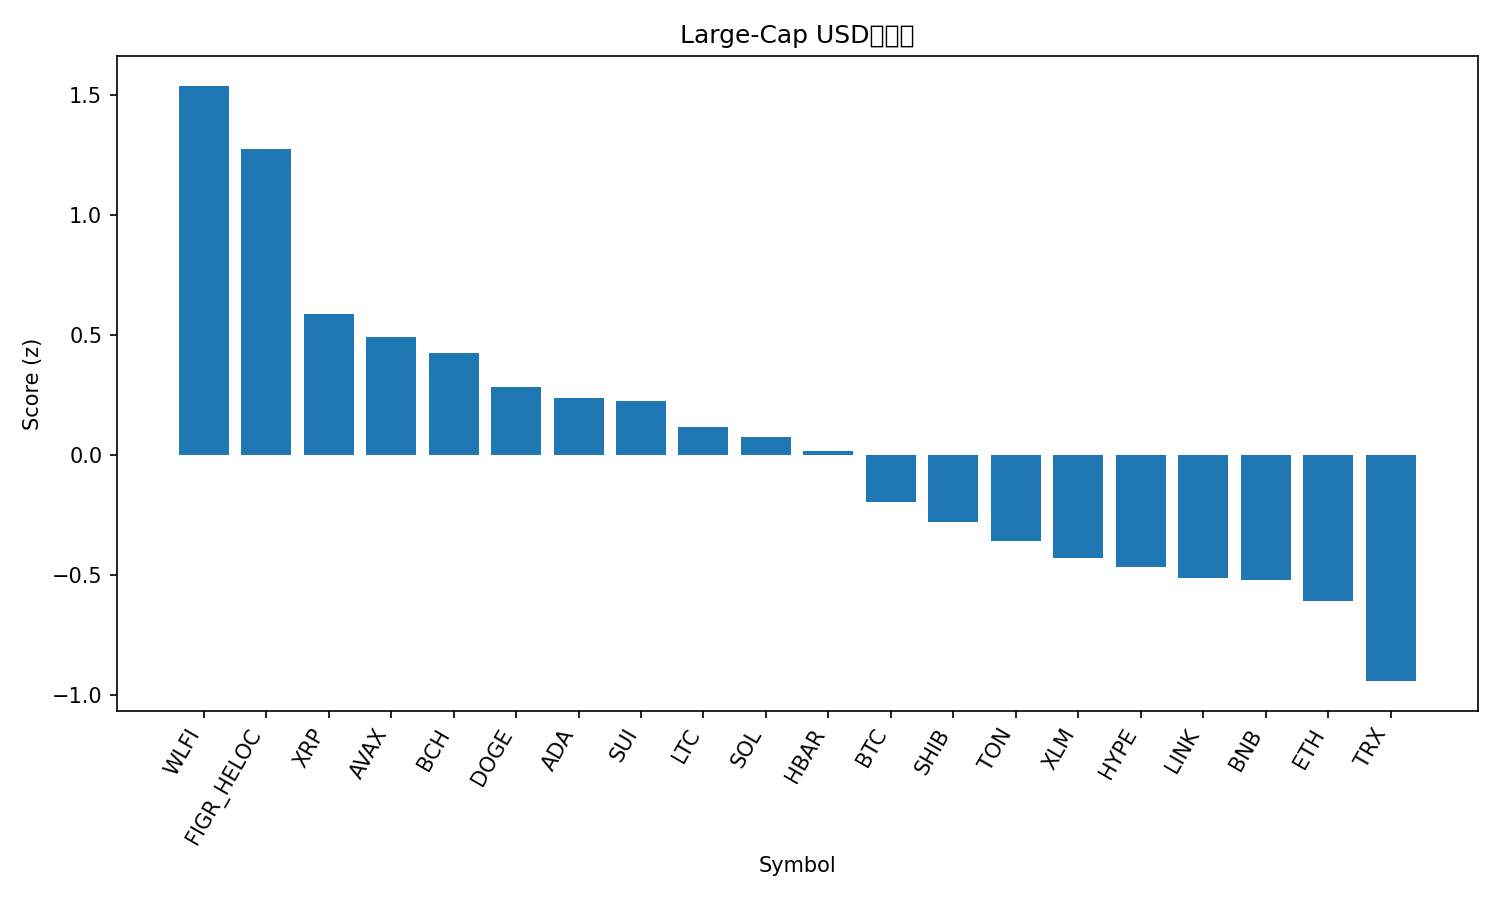 Large-Cap USD
1.5
1.0
0.5
0.0
−0.5
−1.0
Score (z)
WLFI
FIGR_HELOC
XRP
AVAX
BCH
DOGE
ADA
SUI
LTC
SOL
HBAR
BTC
SHIB
TON
XLM
HYPE
LINK
BNB
ETH
TRX
Symbol